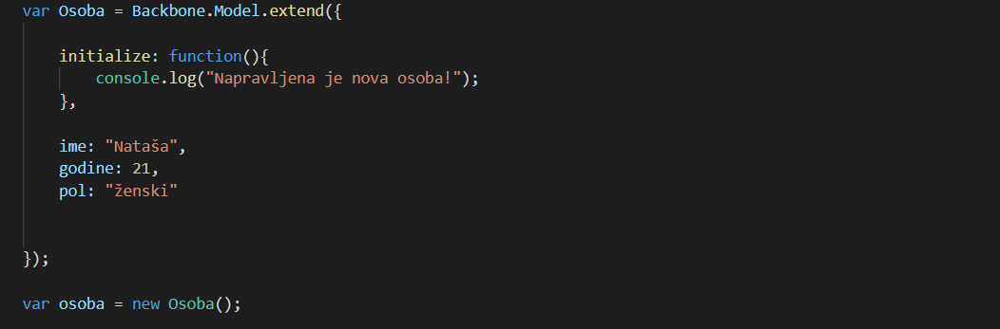 var Osoba = Backbone.Model.extend({
initialize: function(){
console.log("Napravljena je nova osoba!");
},
ime: "Nataša",
godine: 21,
pol: "ženski"
});
var osoba = new Osoba();